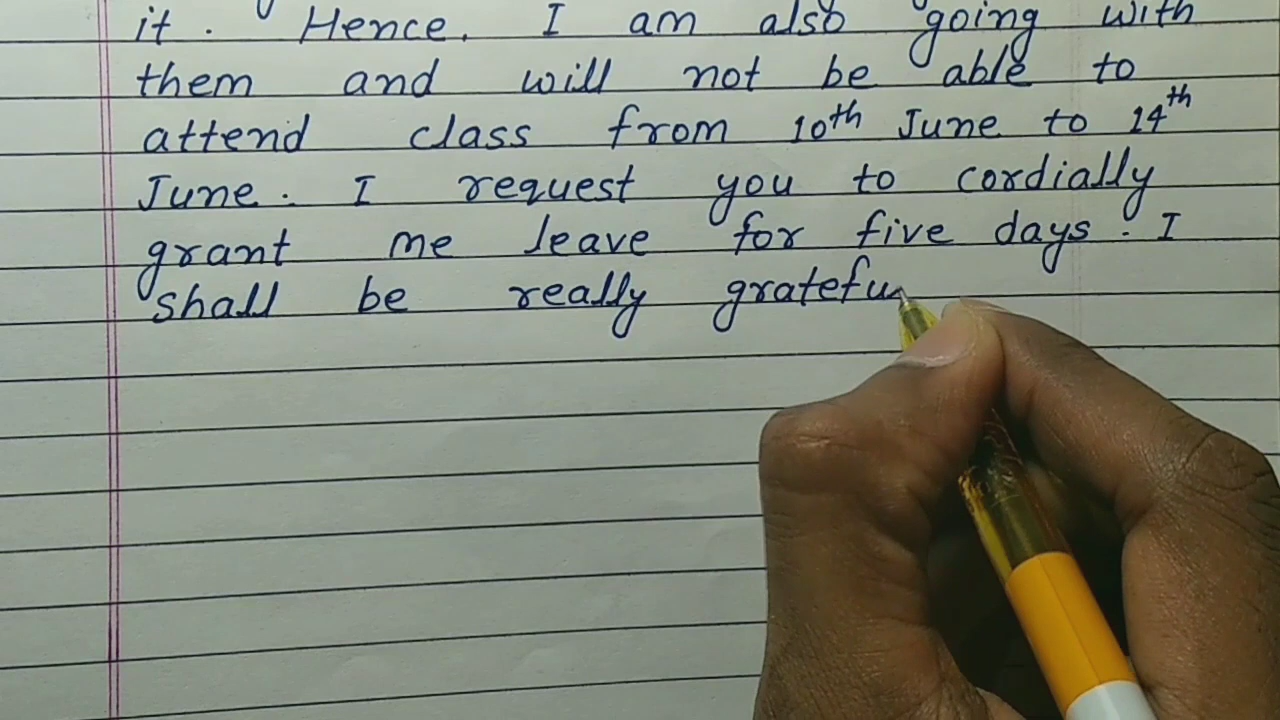 it. Hence, I am also going with
them and will not be able to
attend class from 10th June to 14th
June. I request you to cordially
grant me leave for five days. I
shall be really gratefu